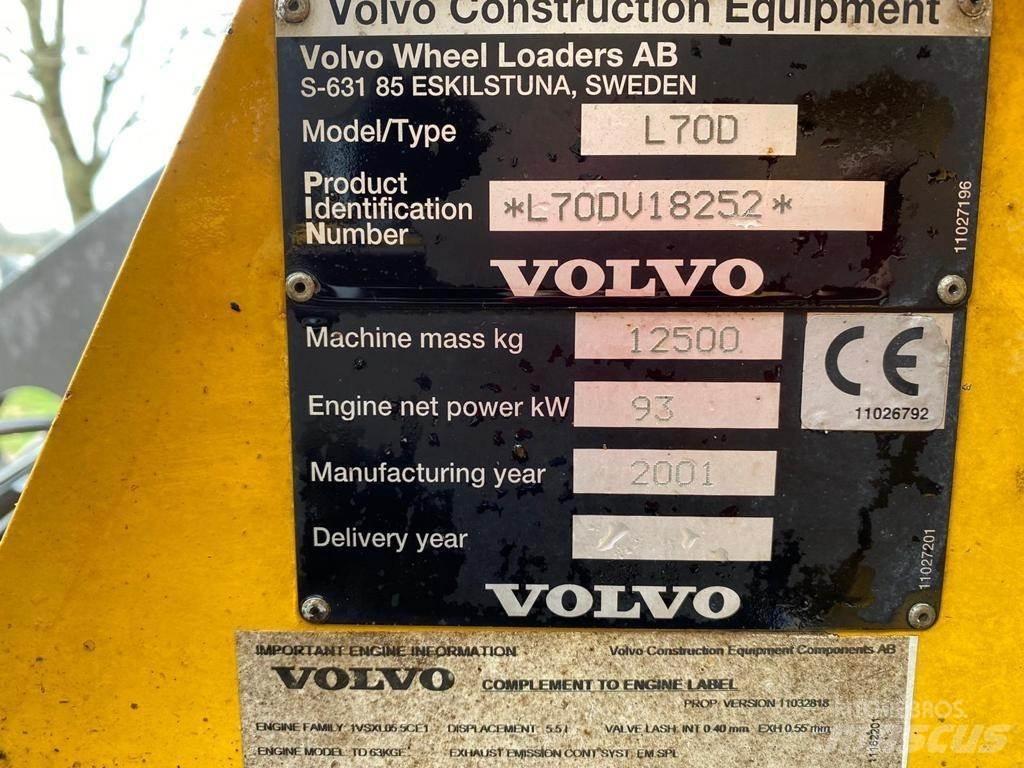 Volvo Construction Equipment
Volvo Wheel Loaders AB
S-631 85 ESKILSTUNA, SWEDEN
Model/Type L70D
Product
Identification *L70DV18252*
Number
11027196
VOLVO
Machine mass kg 12500
CE
11026792
Engine net power kW 93
Manufacturing year 2001
Delivery year
11027201
VOLVO
IMPORTANT ENGINE INFORMATION Volvo Construction Equipment Components AB
VOLVO COMPLEMENT TO ENGINE LABEL
PROP. VERSION 11032818
ENGINE FAMILY 1VSXL05.5CE1 DISPLACEMENT 5.5 l VALVE LASH: INT 0.40 mm EXH 0.55 mm
ENGINE MODEL: TD 63KGE EXHAUST EMISSION CONT SYST. EM.SPL
11162201